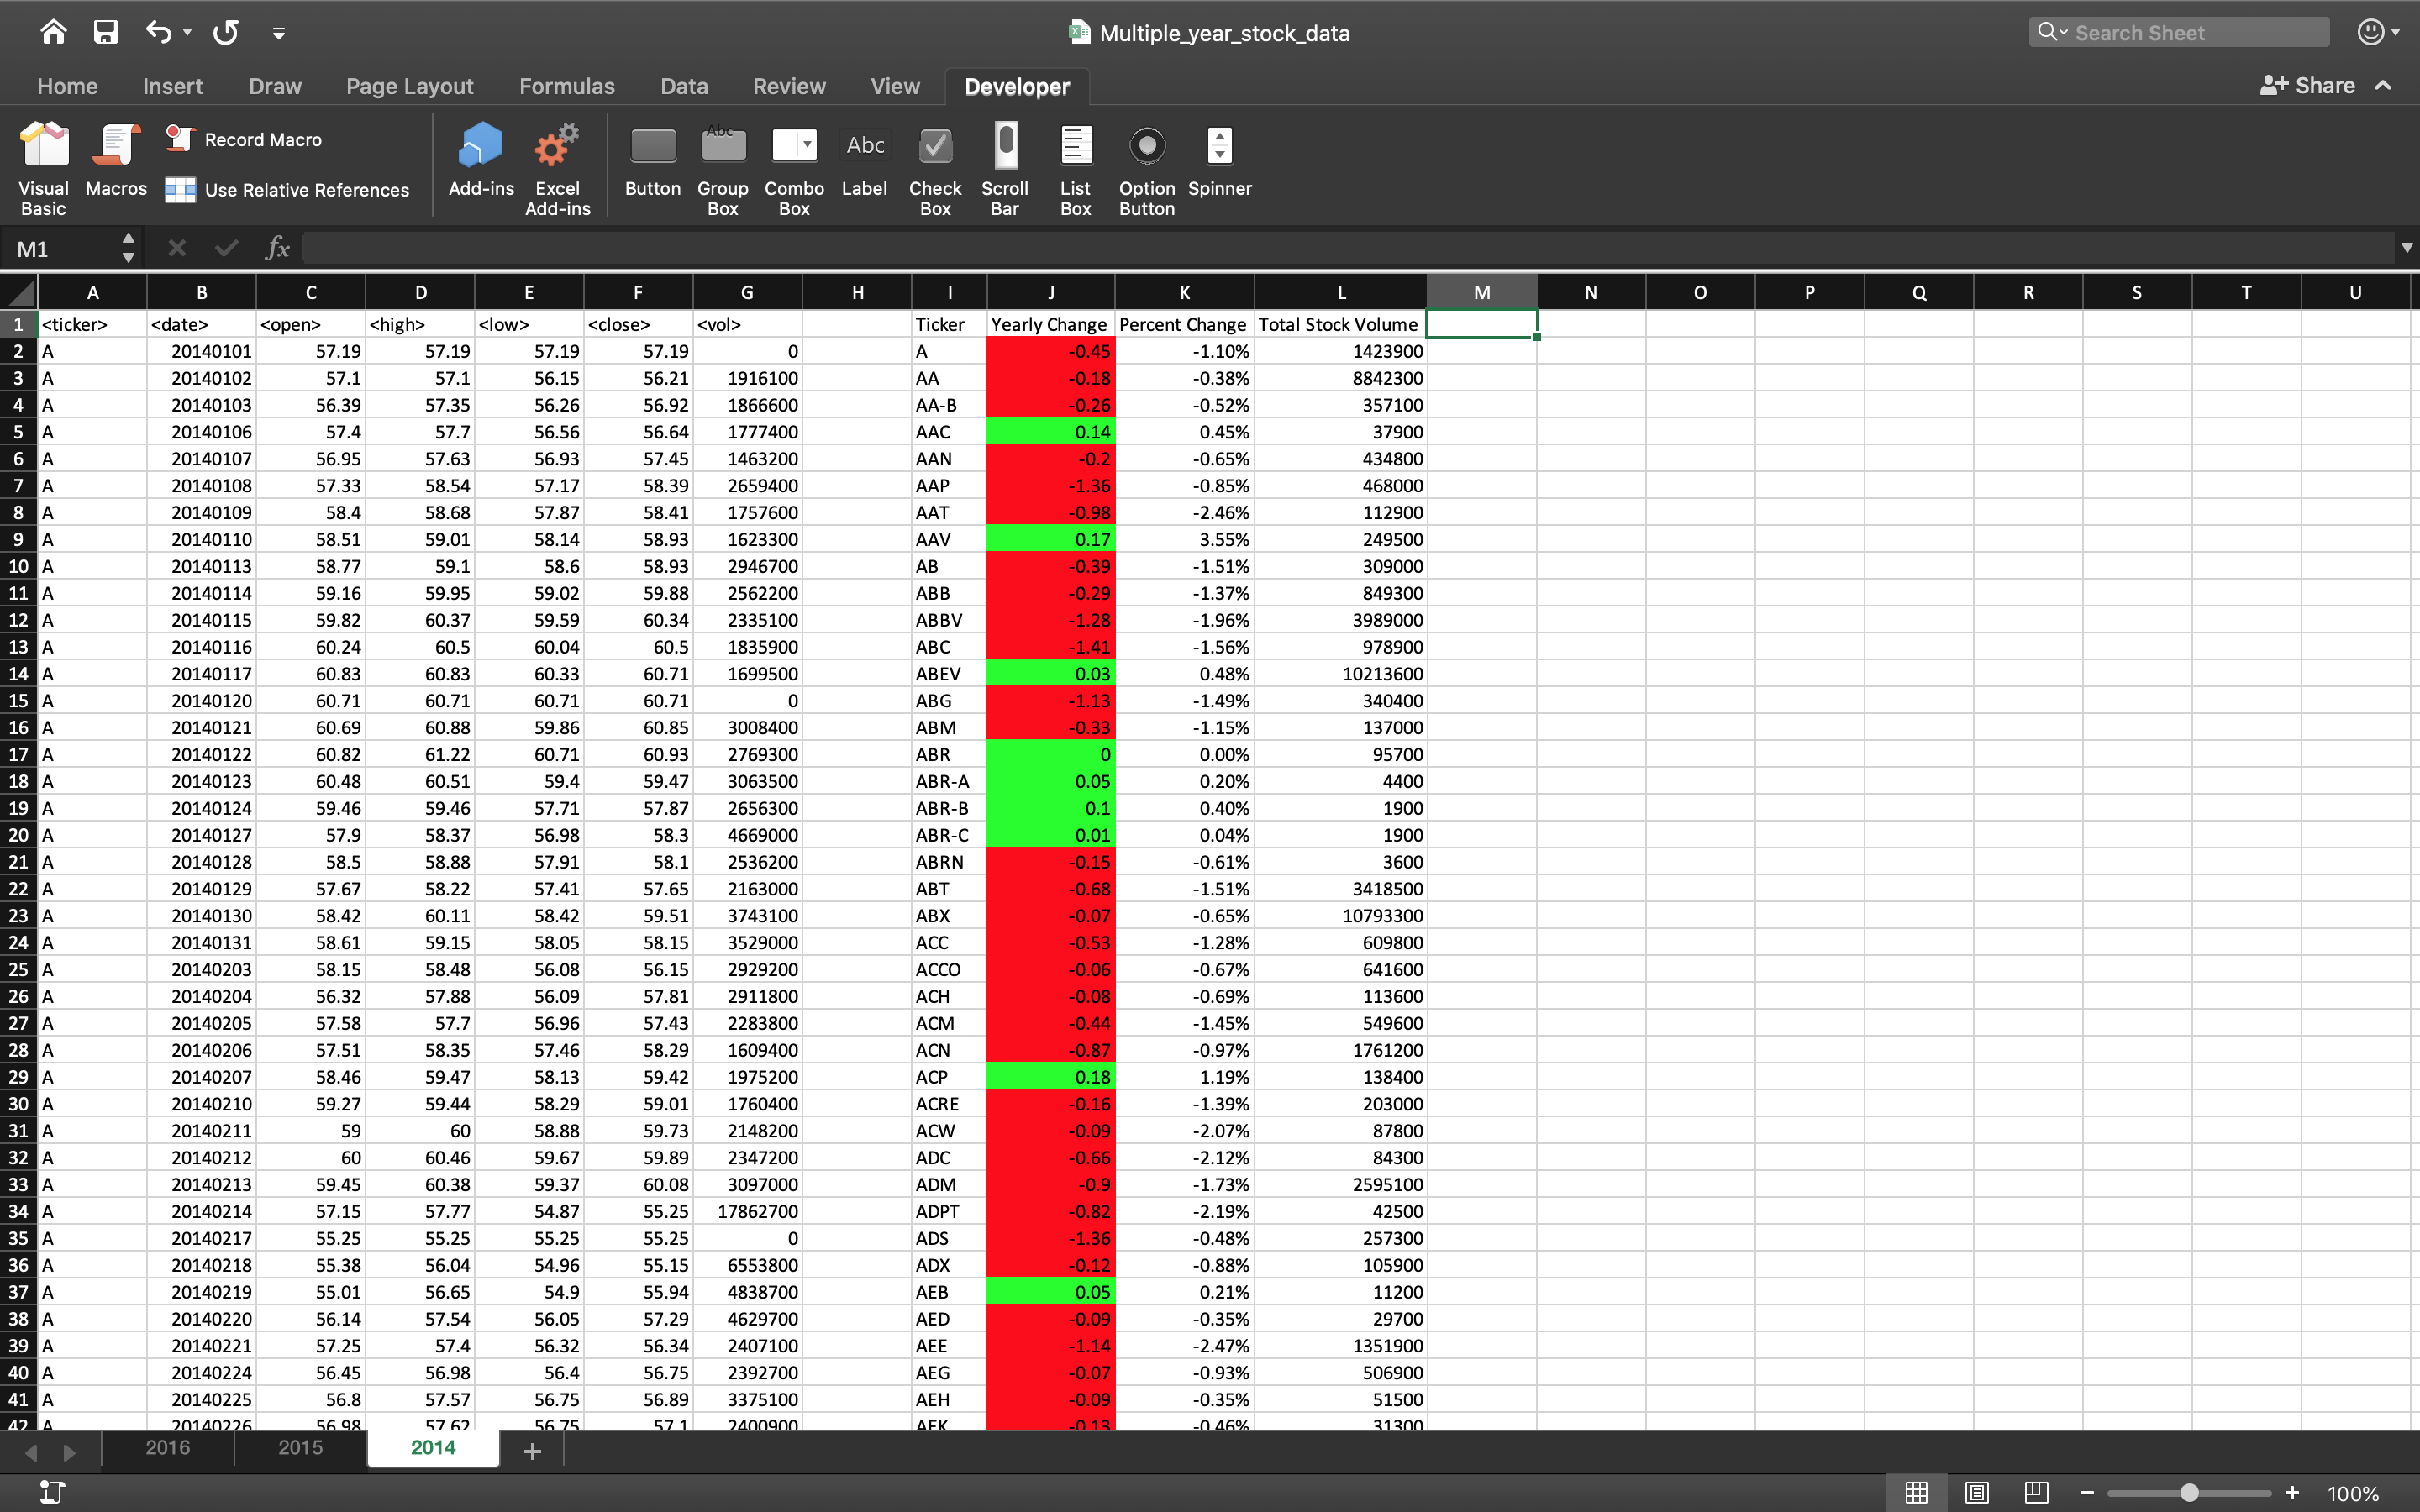 Multiple_year_stock_data
Search Sheet
Home Insert Draw Page Layout Formulas Data Review View Developer Share
Record Macro
Use Relative References
Visual Basic Macros Add-ins Excel Add-ins Button Group Box Combo Box Label Check Box Scroll Bar List Box Option Button Spinner
Abc Abc
M1 fx
A B C D E F G H I J K L M N O P Q R S T U
1 <ticker> <date> <open> <high> <low> <close> <vol> Ticker Yearly Change Percent Change Total Stock Volume
2 A 20140101 57.19 57.19 57.19 57.19 0 A -0.45 -1.10% 1423900
3 A 20140102 57.1 57.1 56.15 56.21 1916100 AA -0.18 -0.38% 8842300
4 A 20140103 56.39 57.35 56.26 56.92 1866600 AA-B -0.26 -0.52% 357100
5 A 20140106 57.4 57.7 56.56 56.64 1777400 AAC 0.14 0.45% 37900
6 A 20140107 56.95 57.63 56.93 57.45 1463200 AAN -0.2 -0.65% 434800
7 A 20140108 57.33 58.54 57.17 58.39 2659400 AAP -1.36 -0.85% 468000
8 A 20140109 58.4 58.68 57.87 58.41 1757600 AAT -0.98 -2.46% 112900
9 A 20140110 58.51 59.01 58.14 58.93 1623300 AAV 0.17 3.55% 249500
10 A 20140113 58.77 59.1 58.6 58.93 2946700 AB -0.39 -1.51% 309000
11 A 20140114 59.16 59.95 59.02 59.88 2562200 ABB -0.29 -1.37% 849300
12 A 20140115 59.82 60.37 59.59 60.34 2335100 ABBV -1.28 -1.96% 3989000
13 A 20140116 60.24 60.5 60.04 60.5 1835900 ABC -1.41 -1.56% 978900
14 A 20140117 60.83 60.83 60.33 60.71 1699500 ABEV 0.03 0.48% 10213600
15 A 20140120 60.71 60.71 60.71 60.71 0 ABG -1.13 -1.49% 340400
16 A 20140121 60.69 60.88 59.86 60.85 3008400 ABM -0.33 -1.15% 137000
17 A 20140122 60.82 61.22 60.71 60.93 2769300 ABR 0 0.00% 95700
18 A 20140123 60.48 60.51 59.4 59.47 3063500 ABR-A 0.05 0.20% 4400
19 A 20140124 59.46 59.46 57.71 57.87 2656300 ABR-B 0.1 0.40% 1900
20 A 20140127 57.9 58.37 56.98 58.3 4669000 ABR-C 0.01 0.04% 1900
21 A 20140128 58.5 58.88 57.91 58.1 2536200 ABRN -0.15 -0.61% 3600
22 A 20140129 57.67 58.22 57.41 57.65 2163000 ABT -0.68 -1.51% 3418500
23 A 20140130 58.42 60.11 58.42 59.51 3743100 ABX -0.07 -0.65% 10793300
24 A 20140131 58.61 59.15 58.05 58.15 3529000 ACC -0.53 -1.28% 609800
25 A 20140203 58.15 58.48 56.08 56.15 2929200 ACCO -0.06 -0.67% 641600
26 A 20140204 56.32 57.88 56.09 57.81 2911800 ACH -0.08 -0.69% 113600
27 A 20140205 57.58 57.7 56.96 57.43 2283800 ACM -0.44 -1.45% 549600
28 A 20140206 57.51 58.35 57.46 58.29 1609400 ACN -0.87 -0.97% 1761200
29 A 20140207 58.46 59.47 58.13 59.42 1975200 ACP 0.18 1.19% 138400
30 A 20140210 59.27 59.44 58.29 59.01 1760400 ACRE -0.16 -1.39% 203000
31 A 20140211 59 60 58.88 59.73 2148200 ACW -0.09 -2.07% 87800
32 A 20140212 60 60.46 59.67 59.89 2347200 ADC -0.66 -2.12% 84300
33 A 20140213 59.45 60.38 59.37 60.08 3097000 ADM -0.9 -1.73% 2595100
34 A 20140214 57.15 57.77 54.87 55.25 17862700 ADPT -0.82 -2.19% 42500
35 A 20140217 55.25 55.25 55.25 55.25 0 ADS -1.36 -0.48% 257300
36 A 20140218 55.38 56.04 54.96 55.15 6553800 ADX -0.12 -0.88% 105900
37 A 20140219 55.01 56.65 54.9 55.94 4838700 AEB 0.05 0.21% 11200
38 A 20140220 56.14 57.54 56.05 57.29 4629700 AED -0.09 -0.35% 29700
39 A 20140221 57.25 57.4 56.32 56.34 2407100 AEE -1.14 -2.47% 1351900
40 A 20140224 56.45 56.98 56.4 56.75 2392700 AEG -0.07 -0.93% 506900
41 A 20140225 56.8 57.57 56.75 56.89 3375100 AEH -0.09 -0.35% 51500
42 A 20140226 56.98 57.62 56.75 57.1 2400900 AEK -0.13 -0.46% 31300
2016 2015 2014 +
100%